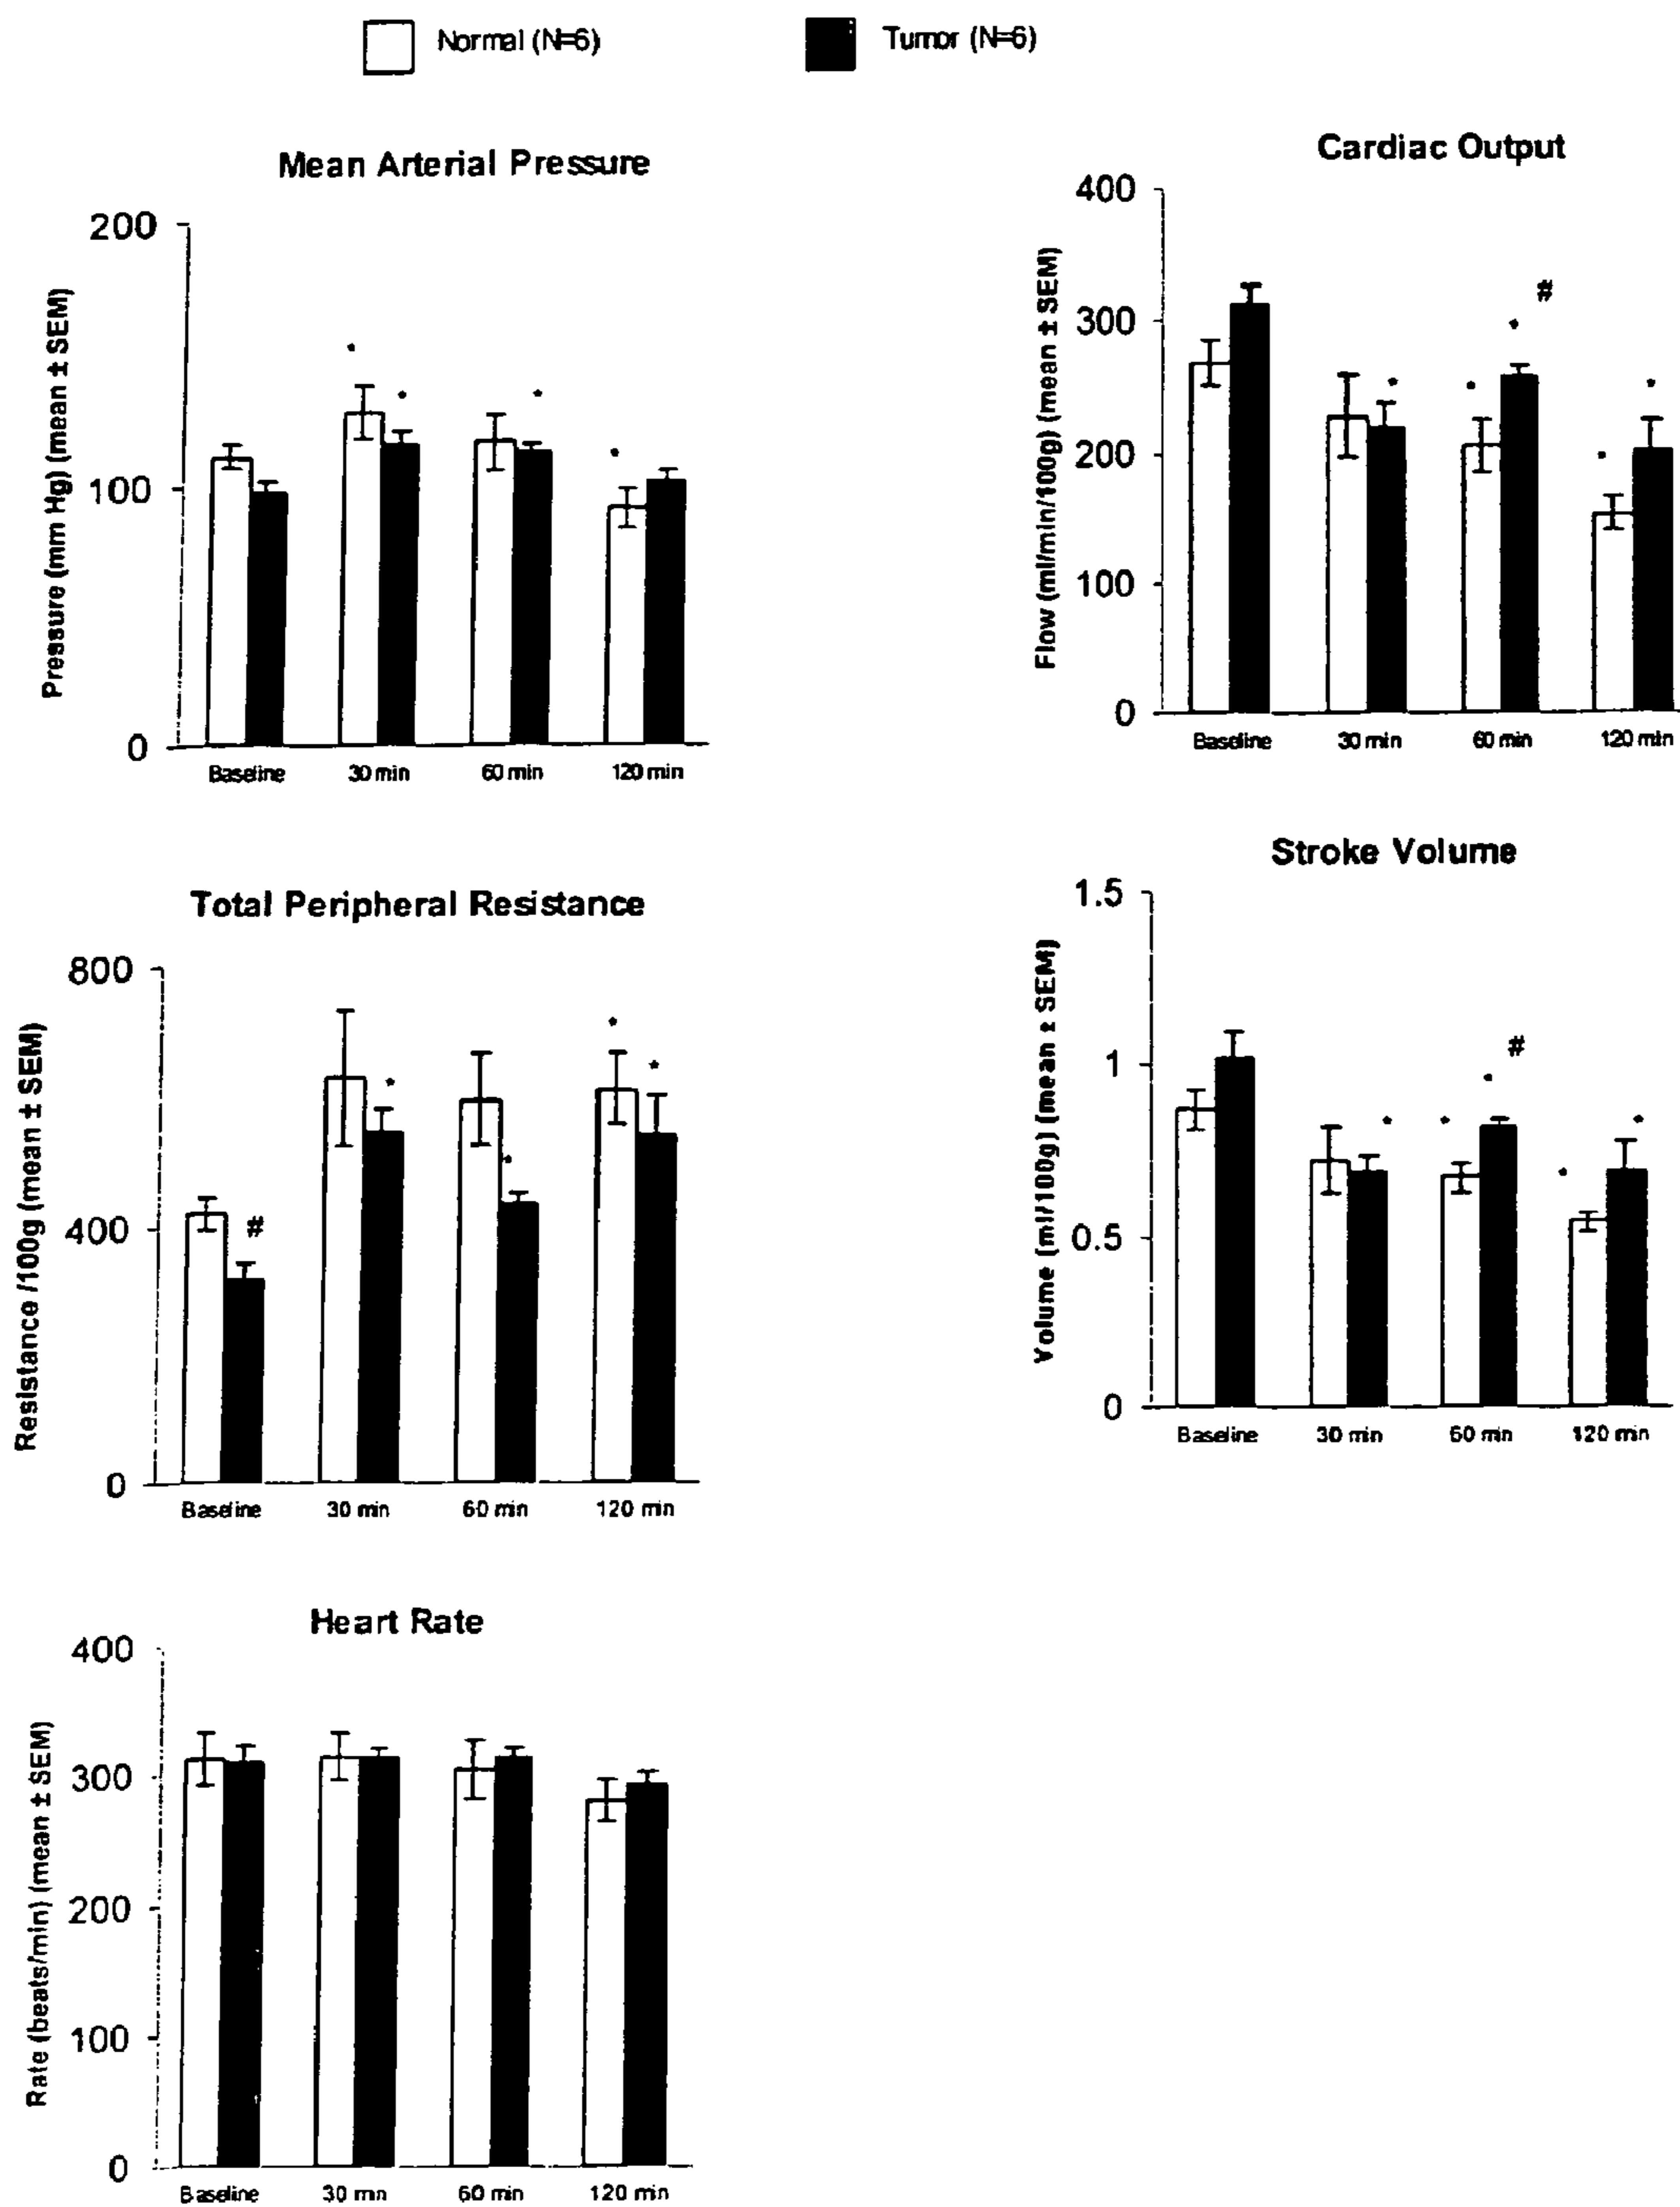 Normal (N=6)
Tumor (N=6)
Mean Arterial Pressure
Pressure (mm Hg) (mean ± SEM)
200
100
0
*
*
*
*
Baseline 30 min 60 min 120 min
Cardiac Output
Flow (ml/min/100g) (mean ± SEM)
400
300
200
100
0
*
*
*
#
*
*
Baseline 30 min 60 min 120 min
Total Peripheral Resistance
Resistance /100g (mean ± SEM)
800
400
0
#
*
*
*
*
Baseline 30 min 60 min 120 min
Stroke Volume
Volume (ml/100g) (mean ± SEM)
1.5
1
0.5
0
*
*
*
#
*
*
Baseline 30 min 60 min 120 min
Heart Rate
Rate (beats/min) (mean ± SEM)
400
300
200
100
0
Baseline 30 min 60 min 120 min